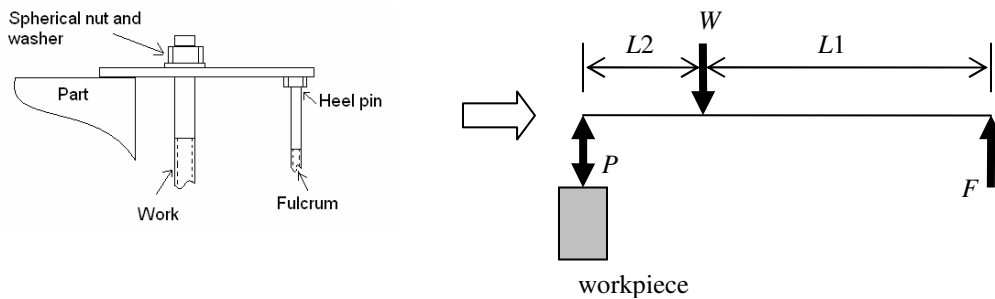 Spherical nut and
washer
Part
Heel pin
Fulcrum
Work
W
L2
L1
P
F
workpiece